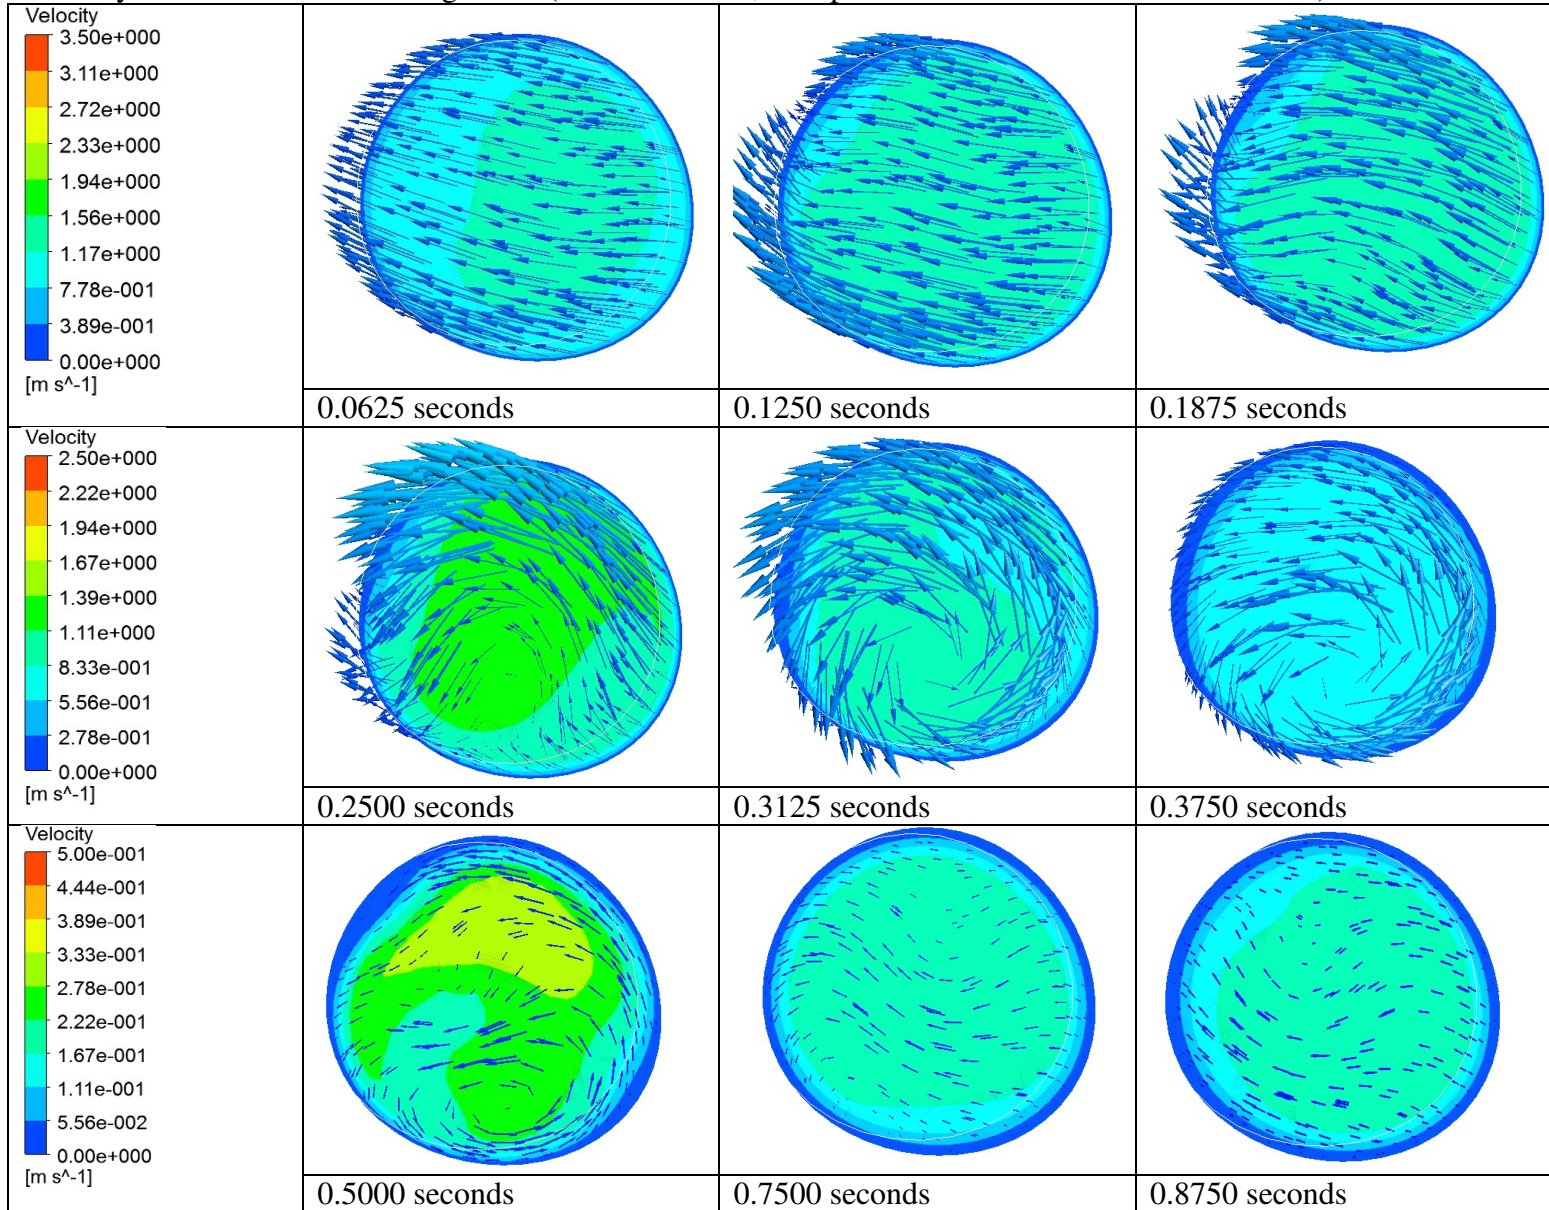 Velocity
3.50e+000
3.11e+000
2.72e+000
2.33e+000
1.94e+000
1.56e+000
1.17e+000
7.78e-001
3.89e-001
0.00e+000
[m s^-1]
0.0625 seconds
0.1250 seconds
0.1875 seconds
Velocity
2.50e+000
2.22e+000
1.94e+000
1.67e+000
1.39e+000
1.11e+000
8.33e-001
5.56e-001
2.78e-001
0.00e+000
[m s^-1]
0.2500 seconds
0.3125 seconds
0.3750 seconds
Velocity
5.00e-001
4.44e-001
3.89e-001
3.33e-001
2.78e-001
2.22e-001
1.67e-001
1.11e-001
5.56e-002
0.00e+000
[m s^-1]
0.5000 seconds
0.7500 seconds
0.8750 seconds